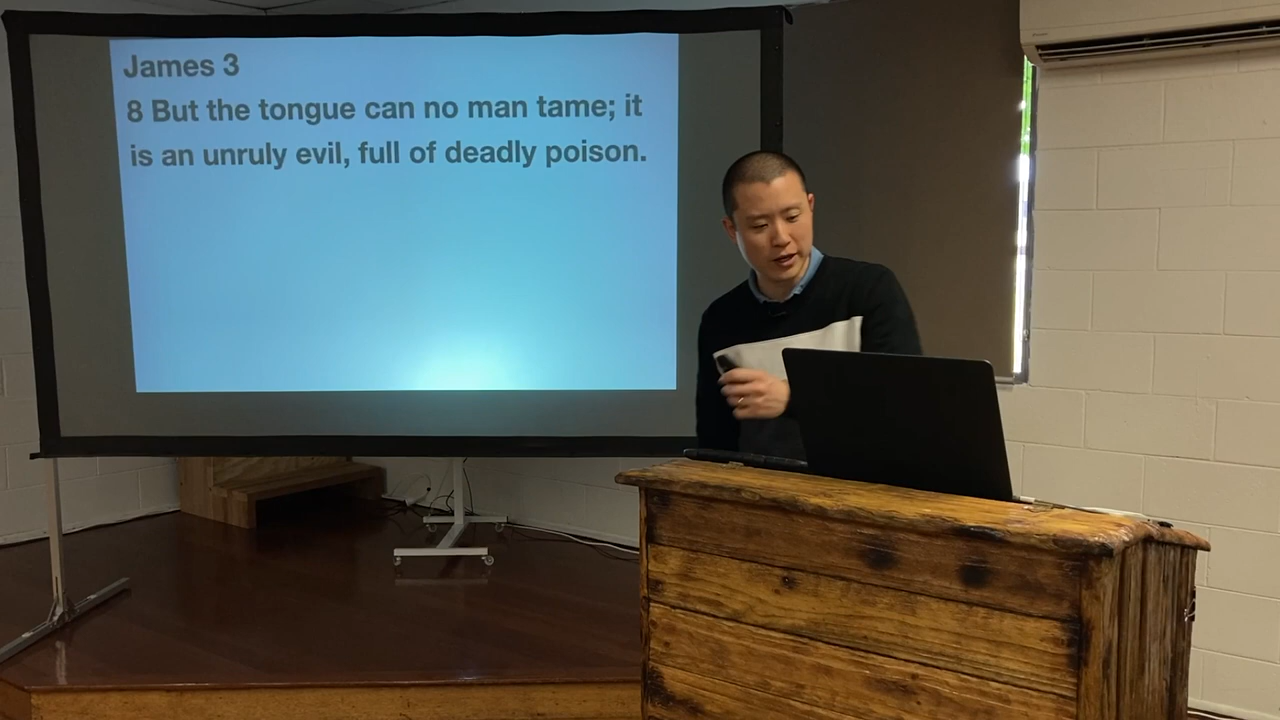 James 3
8 But the tongue can no man tame; it
is an unruly evil, full of deadly poison.